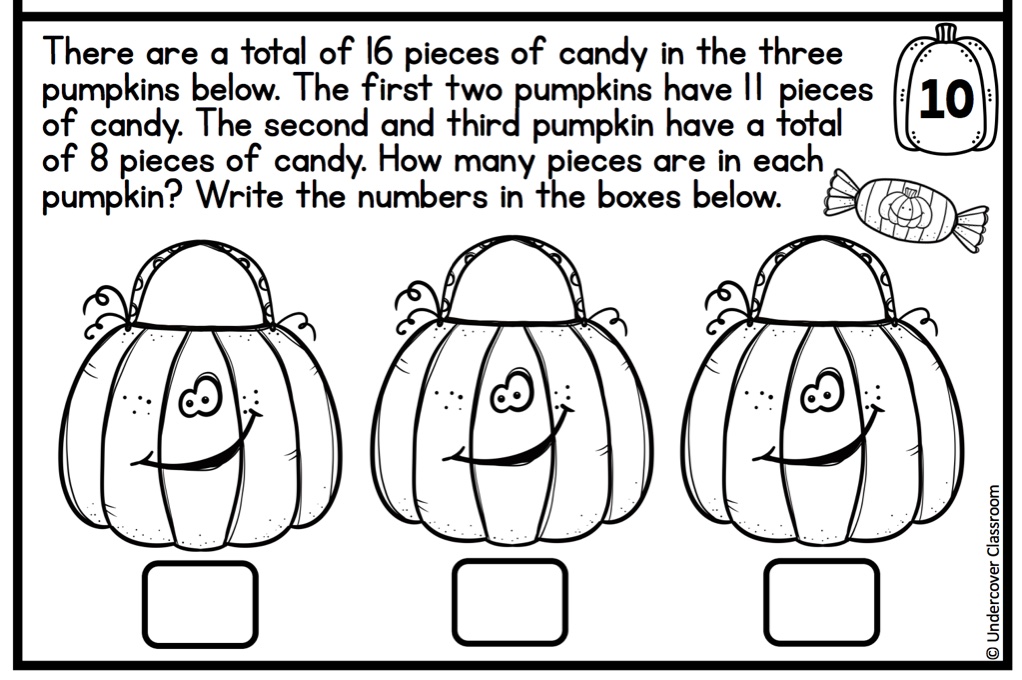 There are a total of 16 pieces of candy in the three
pumpkins below. The first two pumpkins have 11 pieces
of candy. The second and third pumpkin have a total
of 8 pieces of candy. How many pieces are in each
pumpkin? Write the numbers in the boxes below.
10
© Undercover Classroom